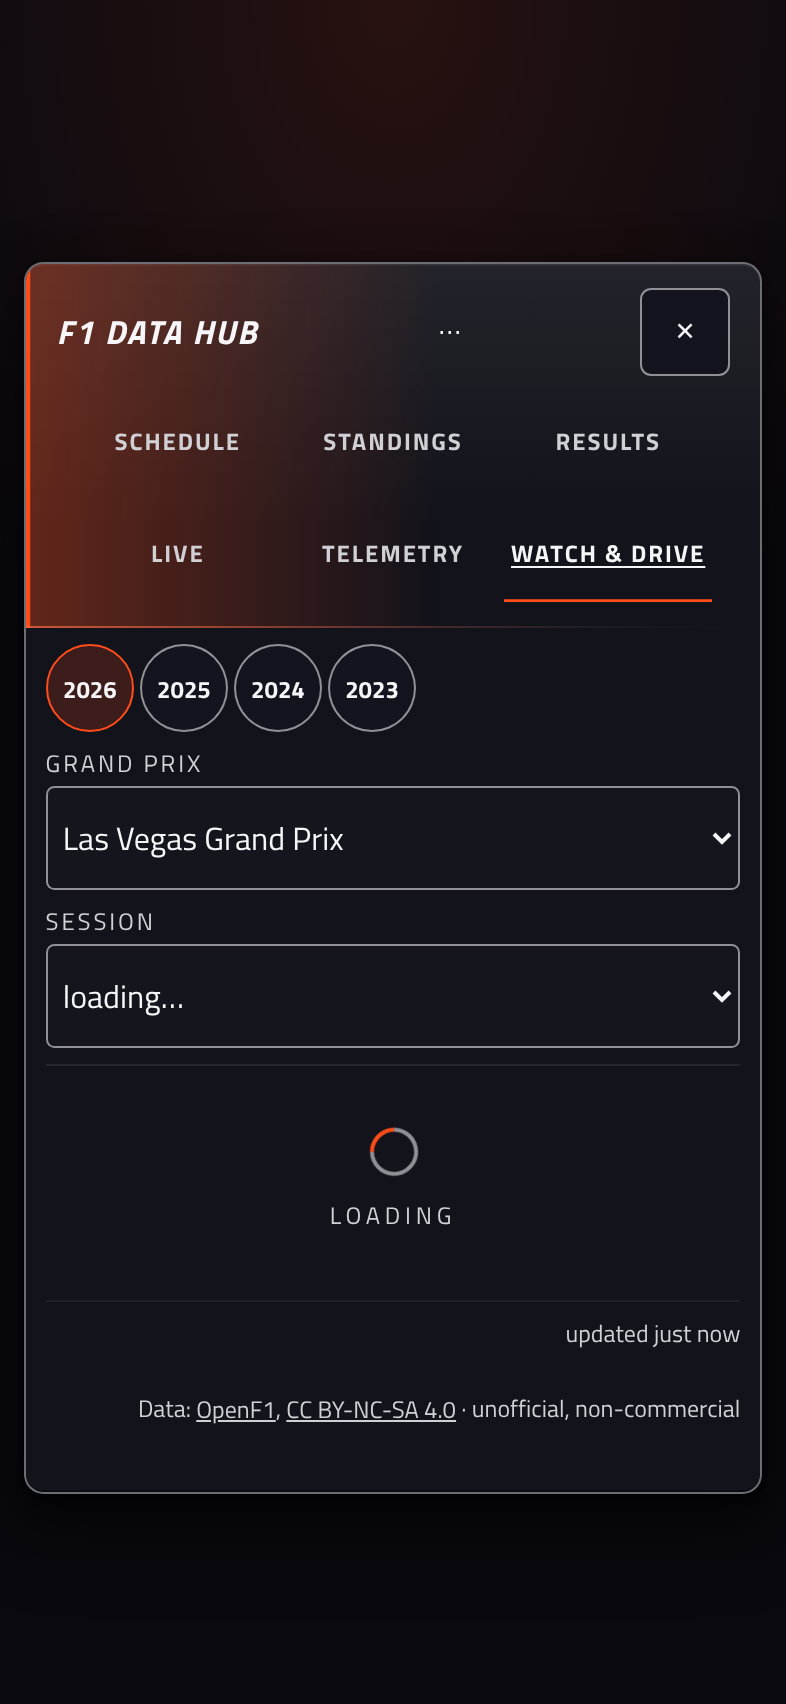 F1 DATA HUB ... ×
SCHEDULE STANDINGS RESULTS
LIVE TELEMETRY WATCH & DRIVE
2026 2025 2024 2023
GRAND PRIX
Las Vegas Grand Prix
SESSION
loading…
LOADING
updated just now
Data: OpenF1, CC BY-NC-SA 4.0 · unofficial, non-commercial